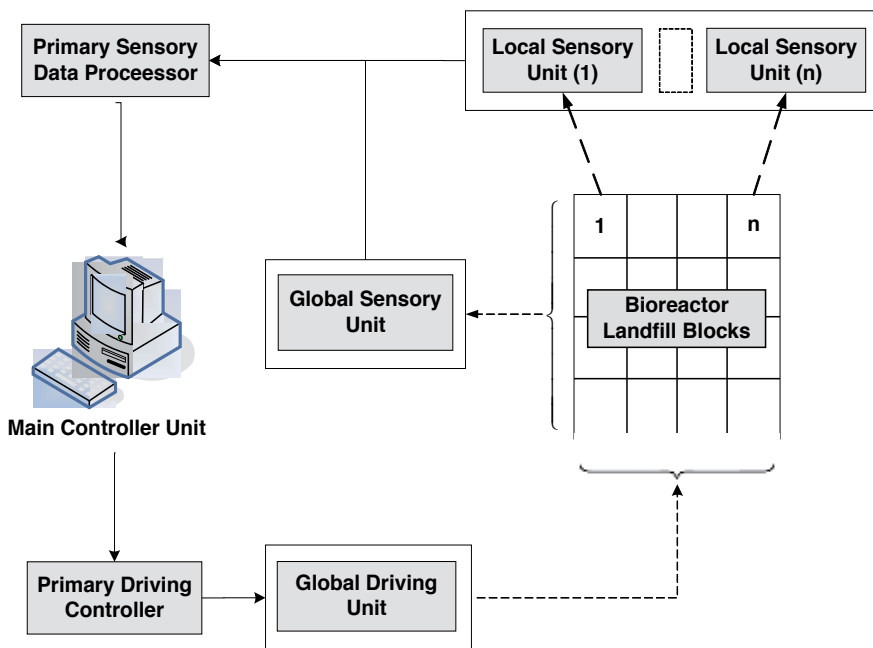 Primary Sensory
Data Proceessor
Local Sensory
Unit (1)
Local Sensory
Unit (n)
1
n
Global Sensory
Unit
Bioreactor
Landfill Blocks
Main Controller Unit
Primary Driving
Controller
Global Driving
Unit